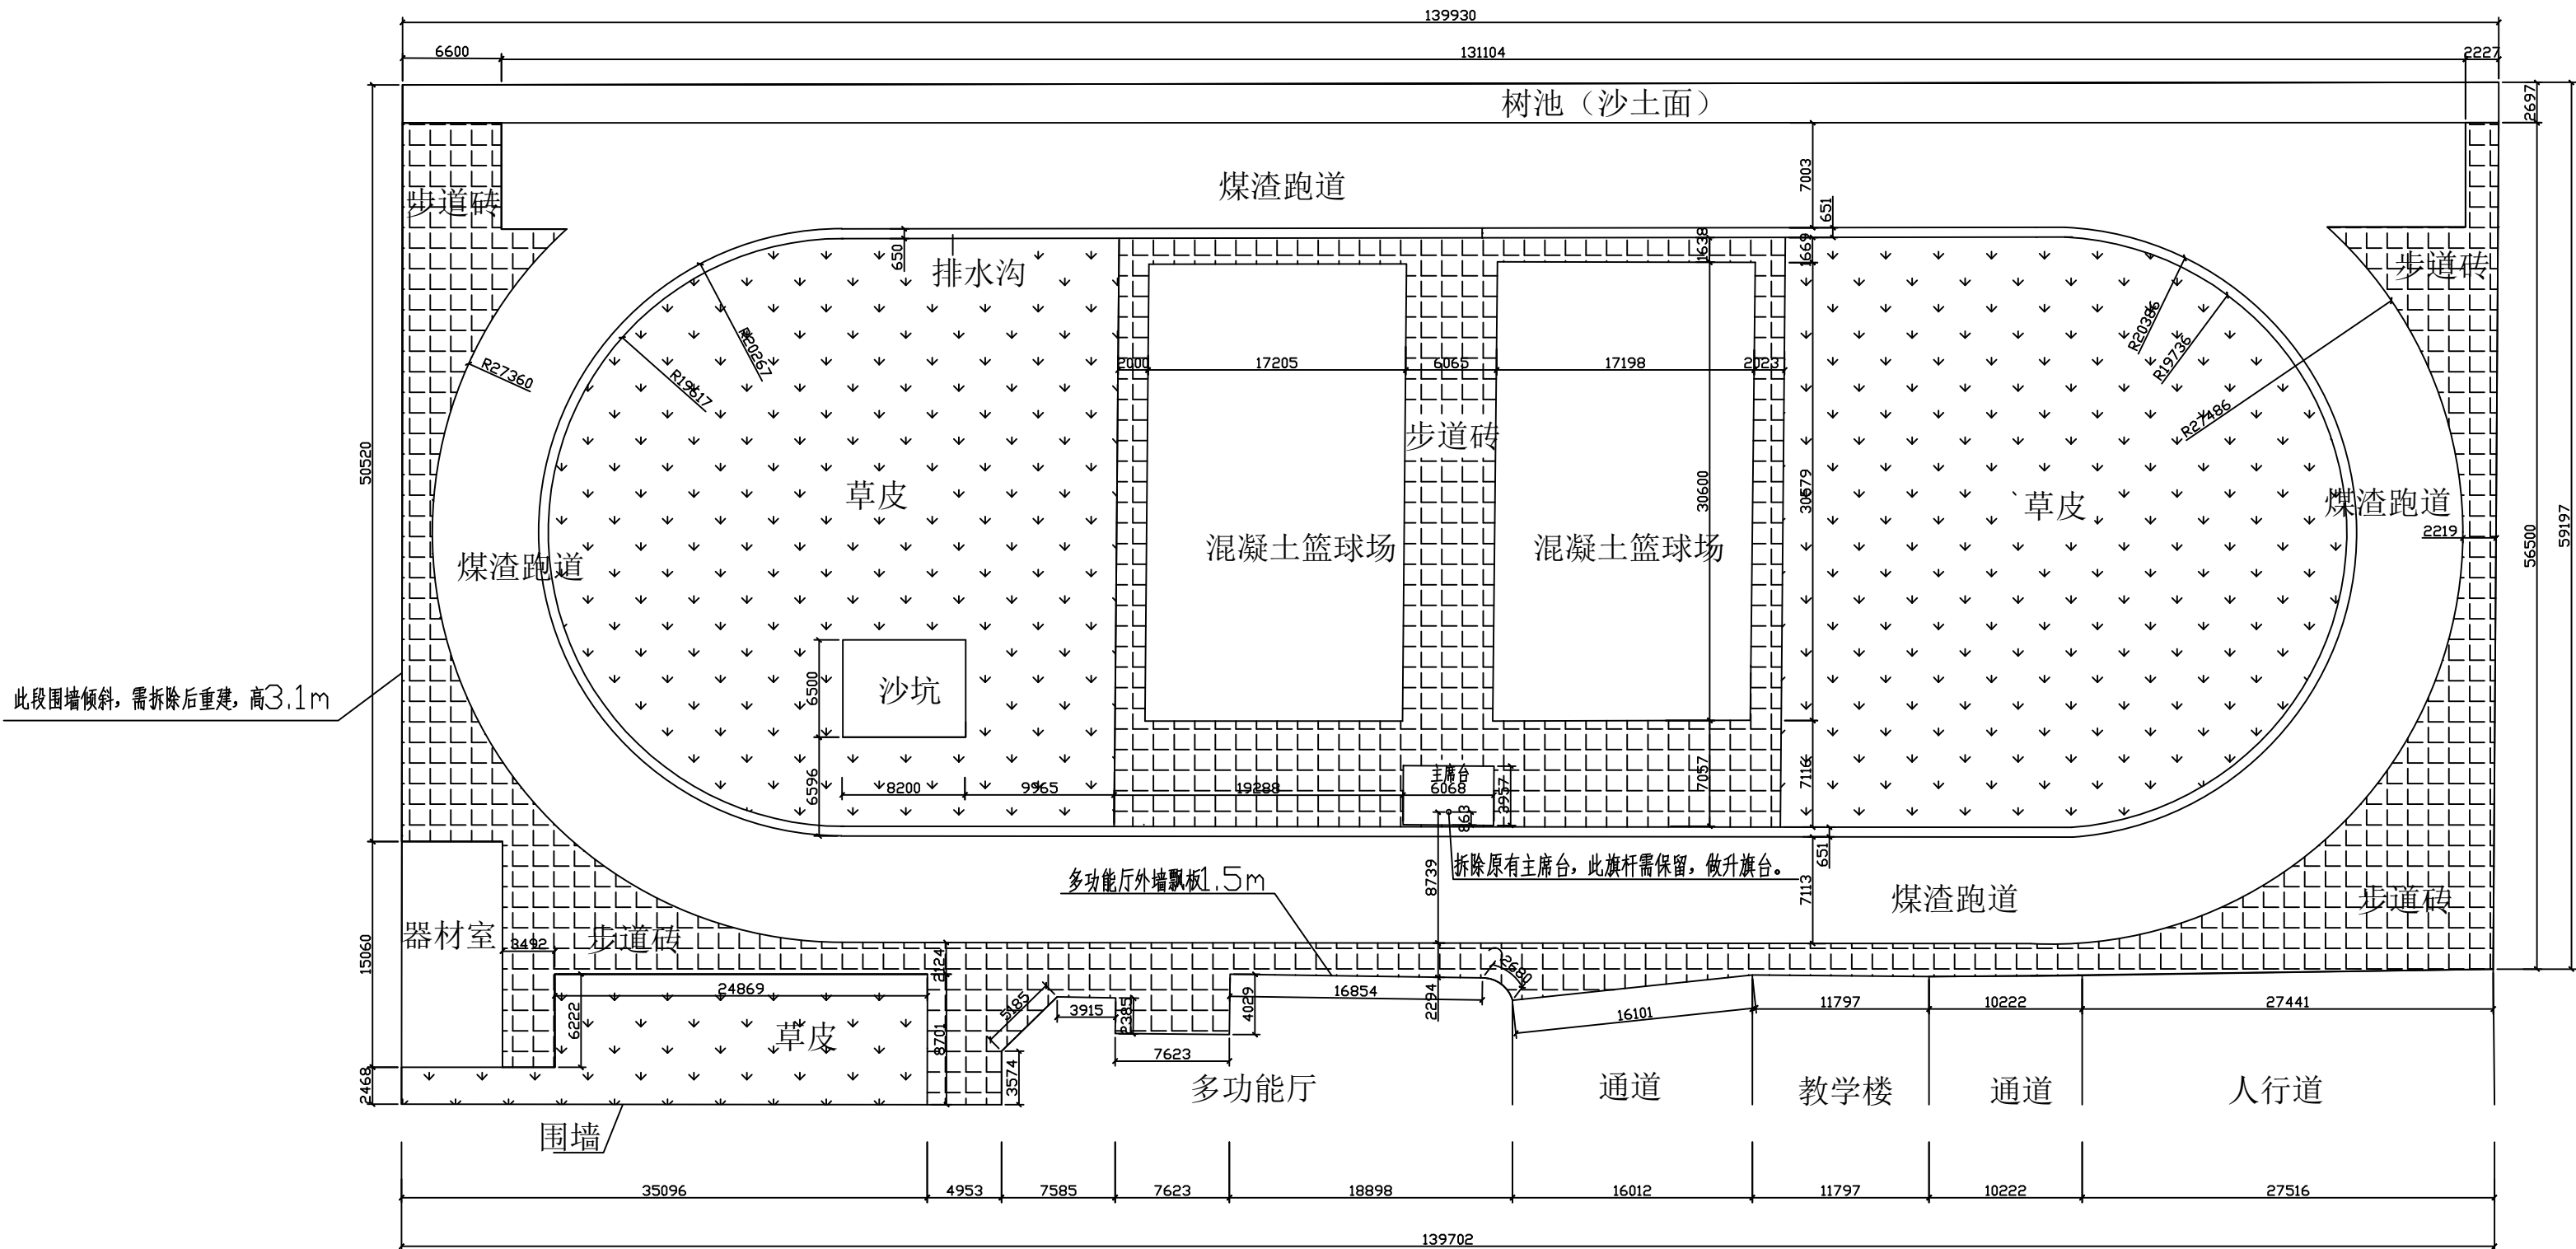 139930
6600
131104
2227
树池（沙土面）
2697
7003
煤渣跑道
步道砖
651
650
排水沟
1638
1669
步道砖
R20267
R27360
R19617
R20386
R19736
R27486
2000
17205
6065
17198
2023
步道砖
50520
30600
30579
草皮
草皮
煤渣跑道
2219
56500
59197
混凝土篮球场
混凝土篮球场
煤渣跑道
此段围墙倾斜，需拆除后重建，高3.1m
6500
沙坑
6596
8200
9965
19288
主席台
6068
3957
863
7057
7116
651
拆除原有主席台，此旗杆需保留，做升旗台。
多功能厅外墙飘板1.5m
8739
7113
煤渣跑道
步道砖
器材室
3492
步道砖
15060
2124
24869
6222
草皮
8701
5185
3915
2385
4029
16854
2294
2680
16101
11797
10222
27441
7623
3574
2468
多功能厅
通道
教学楼
通道
人行道
围墙
35096
4953
7585
7623
18898
16012
11797
10222
27516
139702